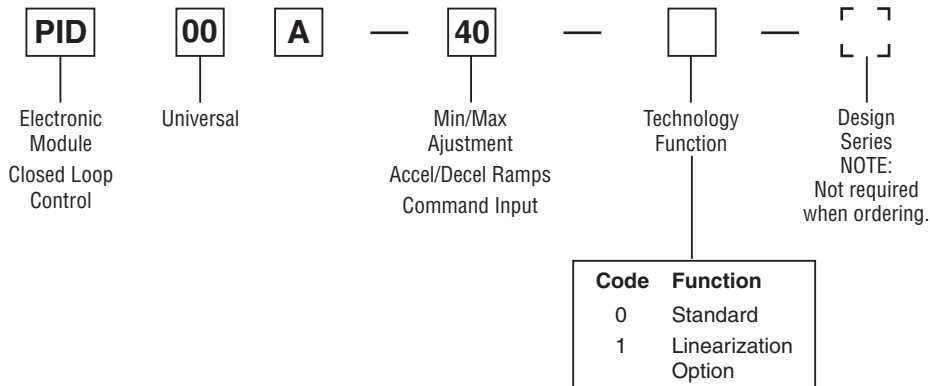 PID 00 A — 40 — —
Electronic
Module
Closed Loop
Control
Universal
Min/Max
Ajustment
Accel/Decel Ramps
Command Input
Technology
Function
Design
Series
NOTE:
Not required
when ordering.
Code Function
0 Standard
1 Linearization
Option